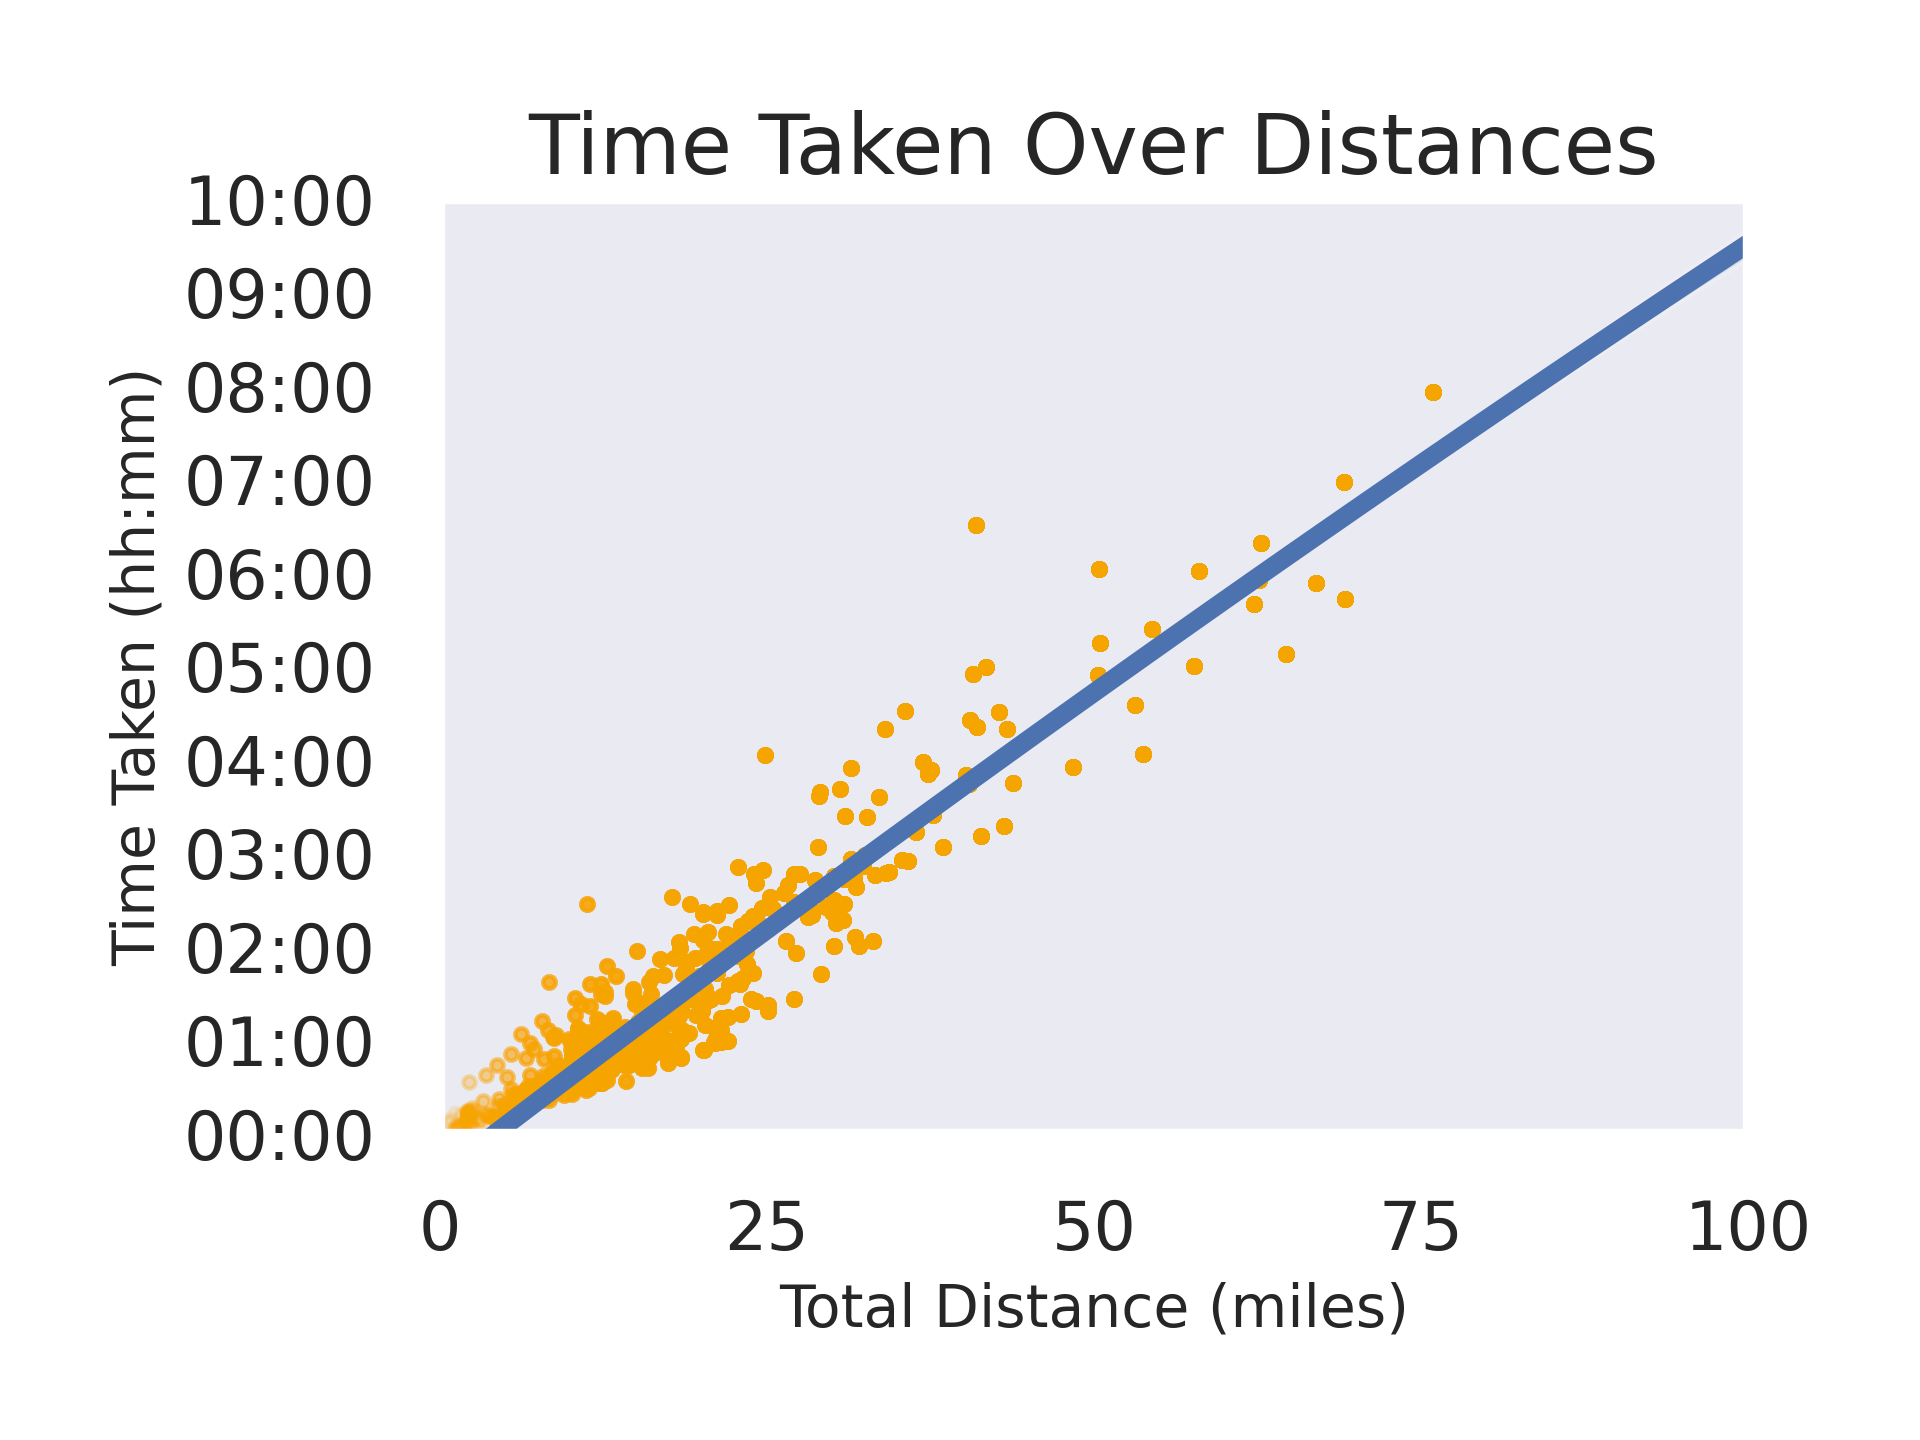 Time Taken Over Distances
10:00
09:00
08:00
07:00
06:00
05:00
04:00
03:00
02:00
01:00
00:00
Time Taken (hh:mm)
0 25 50 75 100
Total Distance (miles)